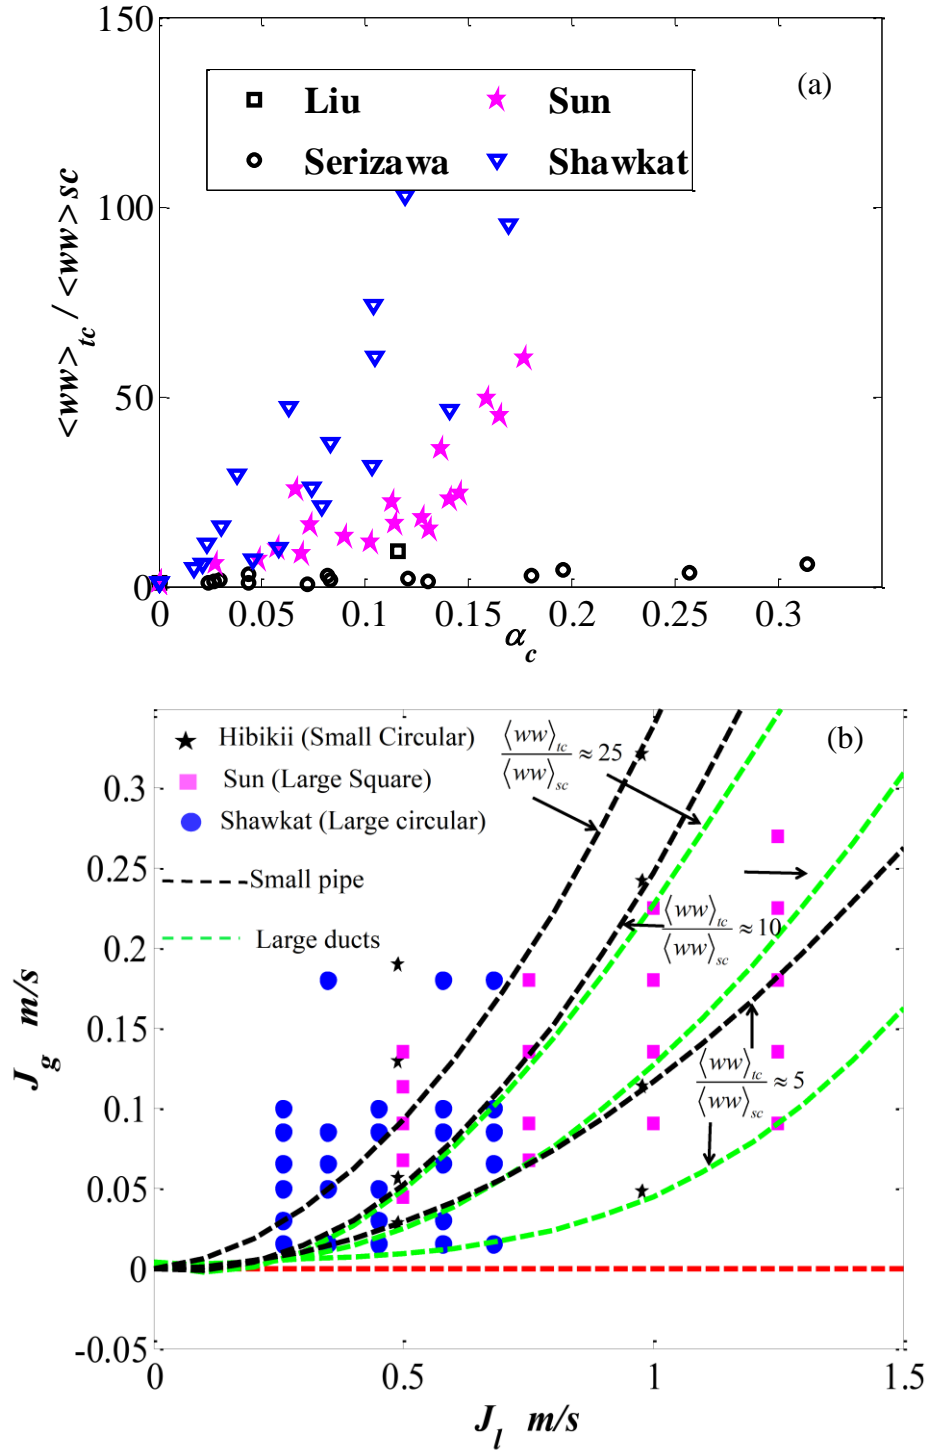 150
(a)
Liu
Sun
Serizawa
Shawkat
100
<ww>tc / <ww>sc
50
0
0 0.05 0.1 0.15 0.2 0.25 0.3
αc
(b)
Hibikii (Small Circular)
⟨ww⟩tc
⟨ww⟩sc ≈ 25
Sun (Large Square)
0.3
Shawkat (Large circular)
0.25
Small pipe
⟨ww⟩tc
⟨ww⟩sc ≈ 10
Large ducts
0.2
0.15
Jg m/s
⟨ww⟩tc
⟨ww⟩sc ≈ 5
0.1
0.05
0
-0.05
0 0.5 1 1.5
Jl m/s